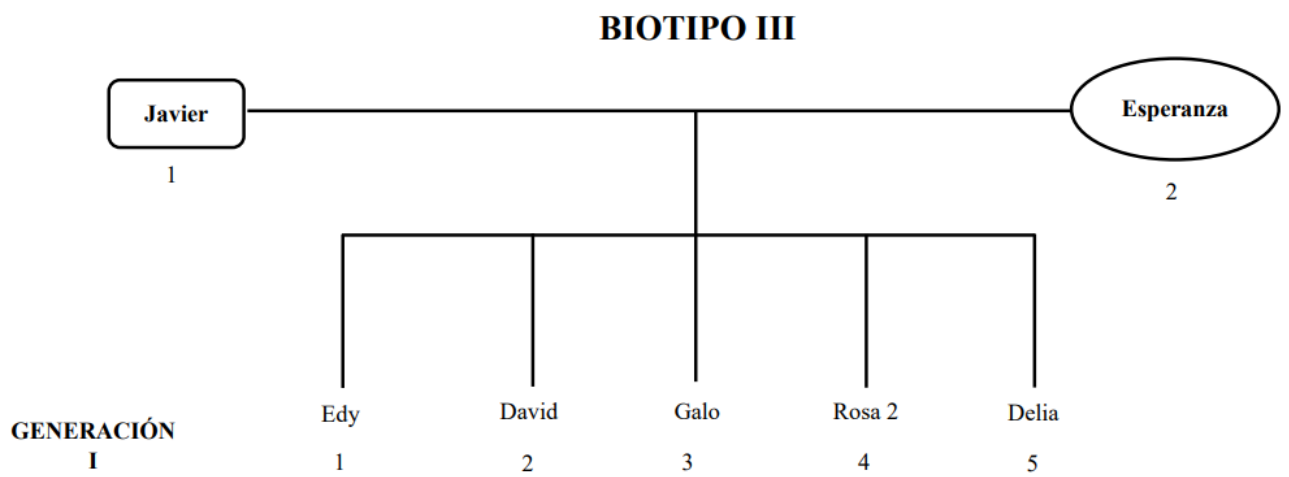 BIOTIPO III
Javier
Esperanza
1
2
Edy David Galo Rosa 2 Delia
GENERACIÓN
I
1 2 3 4 5